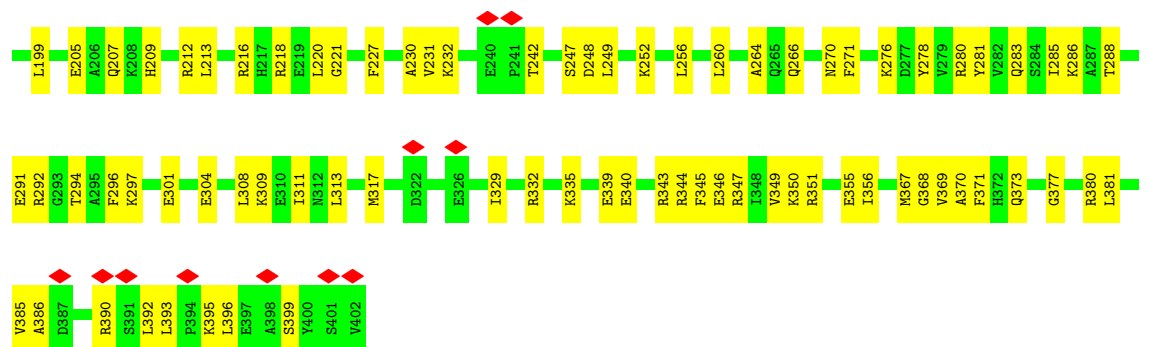 L199 E205 A206 Q207 K208 H209 R212 L213 R216 H217 R218 E219 L220 G221 F227 A230 V231 K232 E240 P241 T242 S247 D248 L249 K252 L256 L260 A264 Q265 Q266 N270 F271 K276 D277 Y278 V279 R280 Y281 V282 Q283 S284 I285 K286 A287 T288
E291 R292 G293 T294 A295 F296 K297 E301 E304 L308 K309 E310 I311 N312 L313 M317 D322 E326 I329 R332 K335 E339 E340 R343 R344 F345 E346 R347 I348 V349 K350 R351 E355 I356 M367 G368 V369 A370 F371 H372 Q373 G377 R380 L381
V385 A386 D387 R390 S391 L392 L393 P394 K395 L396 E397 A398 S399 Y400 S401 V402